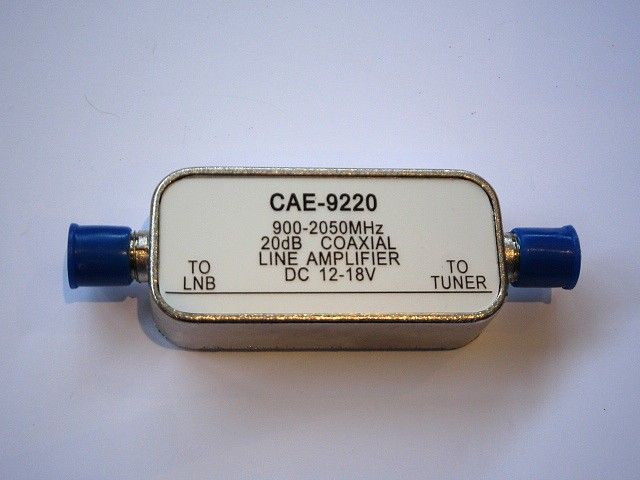 CAE-9220
900-2050MHz
20dB COAXIAL
LINE AMPLIFIER
DC 12-18V
TO
LNB
TO
TUNER